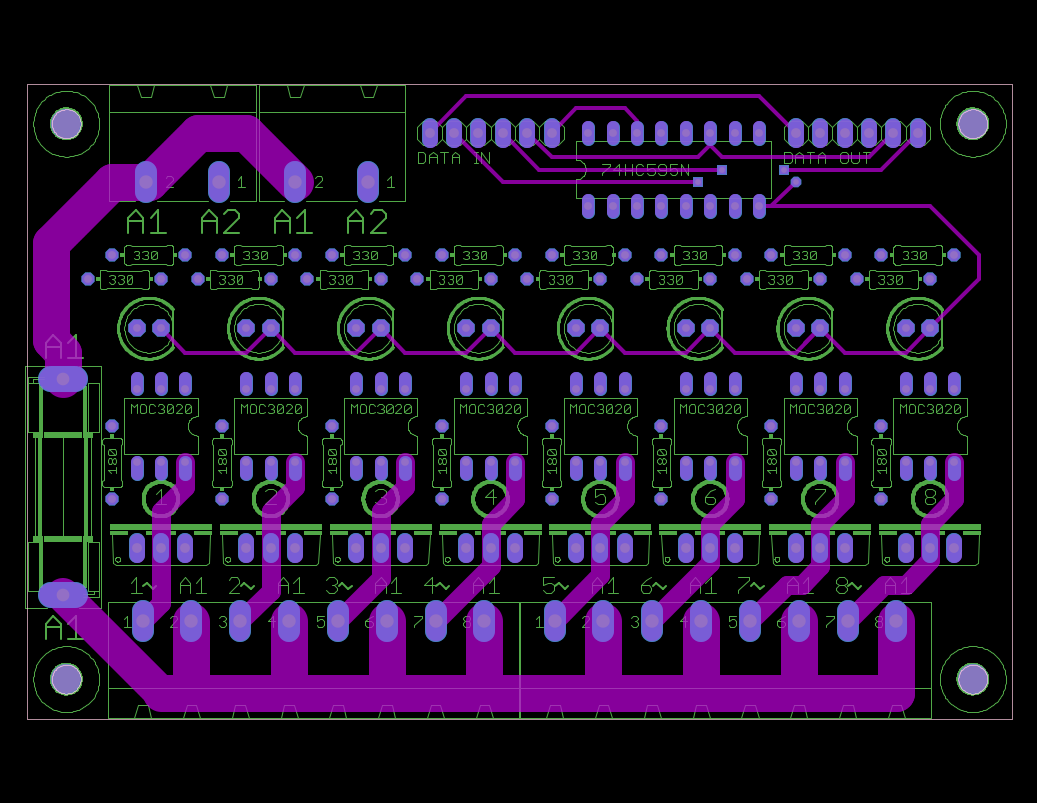 DATA IN
DATA OUT
74HC595N
2 1 2 1
A1 A2 A1 A2
330 330 330 330 330 330 330 330
330 330 330 330 330 330 330 330
A1
MOC3020 MOC3020 MOC3020 MOC3020 MOC3020 MOC3020 MOC3020 MOC3020
180 180 180 180 180 180 180 180
1 2 3 4 5 6 7 8
1~ A1 2~ A1 3~ A1 4~ A1 5~ A1 6~ A1 7~ A1 8~ A1
A1
1 2 3 4 5 6 7 8 1 2 3 4 5 6 7 8